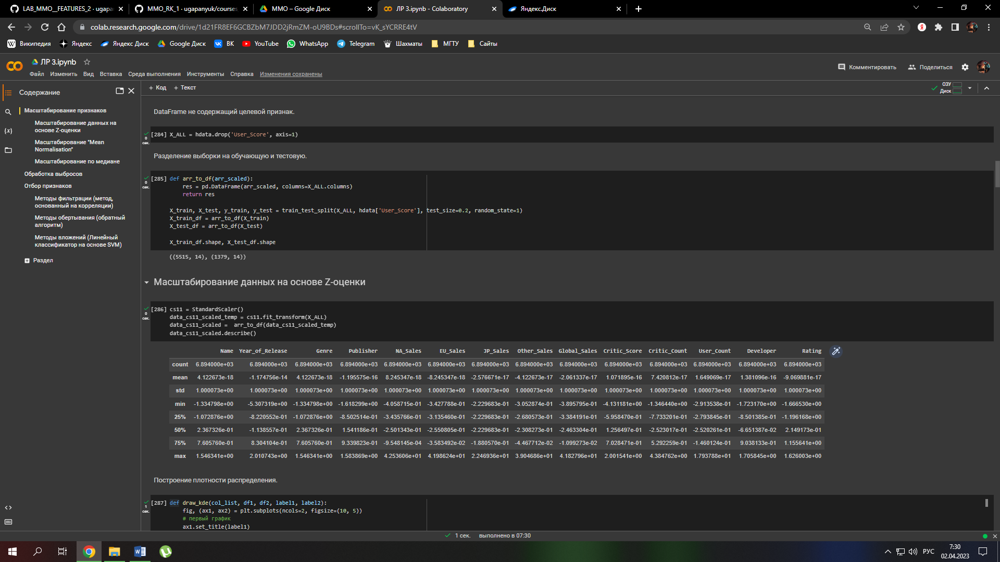 LAB_MMO__FEATURES_2 · ugapan
MMO_RK_1 · ugapanyuk/courses_
ММО – Google Диск
ЛР 3.ipynb - Colaboratory
Яндекс.Диск
colab.research.google.com/drive/1d21FR8EF6GCBZbM7JDD2jRmZM-oU9BDs#scrollTo=vK_sYCRRE4tV
Википедия Яндекс Яндекс Диск Google Диск ВК YouTube WhatsApp Telegram Шахматы МГТУ Сайты
ЛР 3.ipynb
Файл Изменить Вид Вставка Среда выполнения Инструменты Справка Изменения сохранены
Комментировать Поделиться
Содержание
+ Код + Текст
ОЗУ
Диск
Масштабирование признаков
Масштабирование данных на
основе Z-оценки
Масштабирование "Mean
Normalisation"
Масштабирование по медиане
Обработка выбросов
Отбор признаков
Методы фильтрации (метод,
основанный на корреляции)
Методы обертывания (обратный
алгоритм)
Методы вложений (Линейный
классификатор на основе SVM)
Раздел
DataFrame не содержащий целевой признак.
0
сек.
[284] X_ALL = hdata.drop('User_Score', axis=1)
Разделение выборки на обучающую и тестовую.
0
сек.
[285] def arr_to_df(arr_scaled):
res = pd.DataFrame(arr_scaled, columns=X_ALL.columns)
return res
X_train, X_test, y_train, y_test = train_test_split(X_ALL, hdata['User_Score'], test_size=0.2, random_state=1)
X_train_df = arr_to_df(X_train)
X_test_df = arr_to_df(X_test)
X_train_df.shape, X_test_df.shape
((5515, 14), (1379, 14))
Масштабирование данных на основе Z-оценки
0
сек.
[286] cs11 = StandardScaler()
data_cs11_scaled_temp = cs11.fit_transform(X_ALL)
data_cs11_scaled =  arr_to_df(data_cs11_scaled_temp)
data_cs11_scaled.describe()
Name Year_of_Release Genre Publisher NA_Sales EU_Sales JP_Sales Other_Sales Global_Sales Critic_Score Critic_Count User_Count Developer Rating
count 6.894000e+03 6.894000e+03 6.894000e+03 6.894000e+03 6.894000e+03 6.894000e+03 6.894000e+03 6.894000e+03 6.894000e+03 6.894000e+03 6.894000e+03 6.894000e+03 6.894000e+03 6.894000e+03
mean 4.122673e-18 -1.174756e-14 4.122673e-18 -1.195575e-16 8.245347e-18 -8.245347e-18 -2.576671e-17 -4.122673e-17 -2.061337e-17 1.071895e-16 7.420812e-17 1.649069e-17 1.381096e-16 -9.069881e-17
std 1.000073e+00 1.000073e+00 1.000073e+00 1.000073e+00 1.000073e+00 1.000073e+00 1.000073e+00 1.000073e+00 1.000073e+00 1.000073e+00 1.000073e+00 1.000073e+00 1.000073e+00 1.000073e+00
min -1.334798e+00 -5.307319e+00 -1.334798e+00 -1.618299e+00 -4.058715e-01 -3.427788e-01 -2.229683e-01 -3.052874e-01 -3.895795e-01 -4.131181e+00 -1.346440e+00 -2.913538e-01 -1.723170e+00 -1.666530e+00
25% -1.072876e+00 -8.220552e-01 -1.072876e+00 -8.502514e-01 -3.435766e-01 -3.135460e-01 -2.229683e-01 -2.680573e-01 -3.384191e-01 -5.958470e-01 -7.733201e-01 -2.793845e-01 -8.501385e-01 -1.196168e+00
50% 2.367326e-01 -1.138557e-01 2.367326e-01 1.541186e-01 -2.501343e-01 -2.550805e-01 -2.229683e-01 -2.308273e-01 -2.463304e-01 1.256497e-01 -2.523017e-01 -2.520261e-01 -6.651387e-02 2.149173e-01
75% 7.605760e-01 8.304104e-01 7.605760e-01 9.339823e-01 -9.548145e-04 -3.583492e-02 -1.880570e-01 -4.467712e-02 -1.099273e-02 7.028471e-01 5.292259e-01 -1.460124e-01 9.038133e-01 1.155641e+00
max 1.546341e+00 2.010743e+00 1.546341e+00 1.583869e+00 4.253606e+01 4.198624e+01 2.246936e+01 3.904686e+01 4.182796e+01 2.001541e+00 4.384762e+00 1.793788e+01 1.705845e+00 1.626003e+00
Построение плотности распределения.
1
сек.
[287] def draw_kde(col_list, df1, df2, label1, label2):
fig, (ax1, ax2) = plt.subplots(ncols=2, figsize=(10, 5))
# первый график
ax1.set_title(label1)
1 сек. выполнено в 07:30
РУС
7:30
02.04.2023